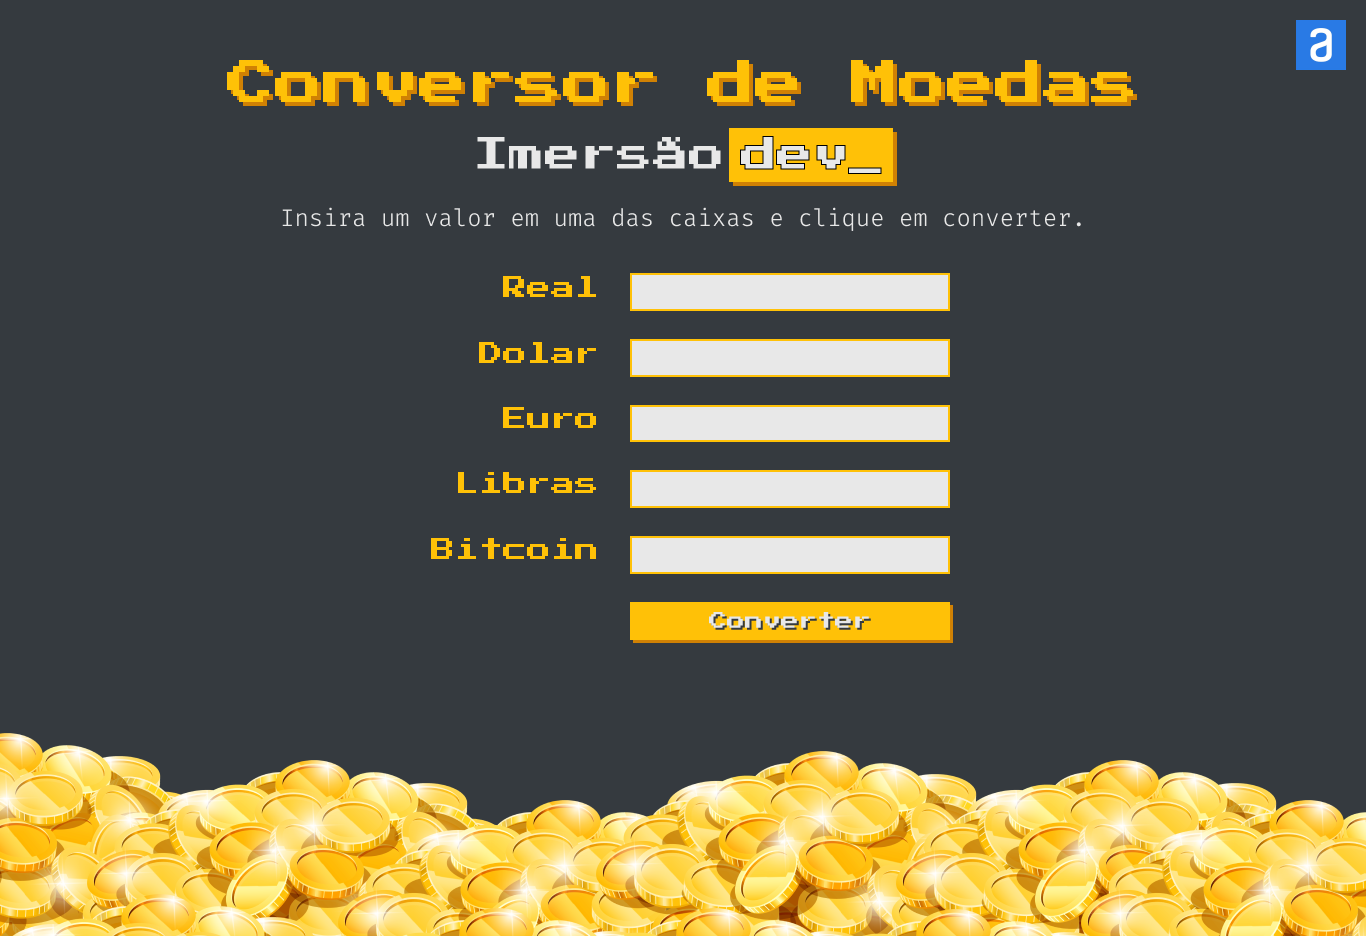 a
Conversor de Moedas
Imersão dev_
Insira um valor em uma das caixas e clique em converter.
Real
Dolar
Euro
Libras
Bitcoin
Converter